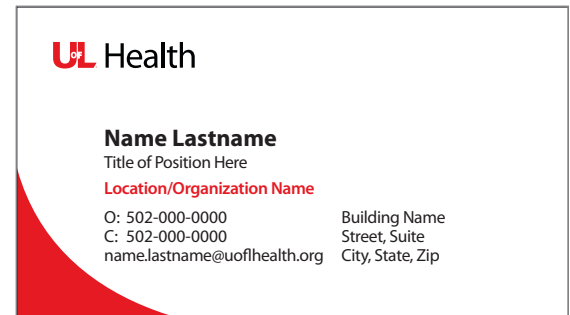 UofL Health
Name Lastname
Title of Position Here
Location/Organization Name
O: 502-000-0000
C: 502-000-0000
name.lastname@uoflhealth.org
Building Name
Street, Suite
City, State, Zip